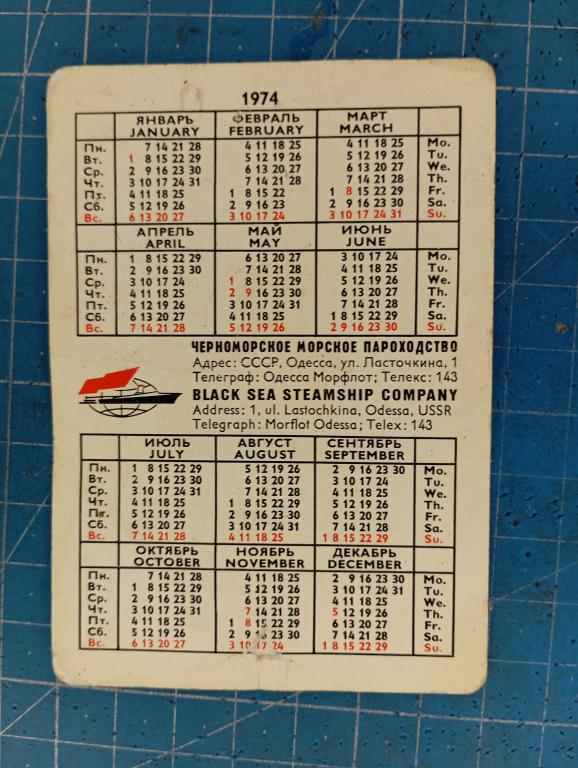 1974
ЯНВАРЬ ФЕВРАЛЬ МАРТ
JANUARY FEBRUARY MARCH
Пн. 7 14 21 28 4 11 18 25 4 11 18 25 Mo.
Вт. 1 8 15 22 29 5 12 19 26 5 12 19 26 Tu.
Ср. 2 9 16 23 30 6 13 20 27 6 13 20 27 We.
Чт. 3 10 17 24 31 7 14 21 28 7 14 21 28 Th.
Пт. 4 11 18 25 1 8 15 22 1 8 15 22 29 Fr.
Сб. 5 12 19 26 2 9 16 23 2 9 16 23 30 Sa.
Вс. 6 13 20 27 3 10 17 24 3 10 17 24 31 Su.
АПРЕЛЬ МАЙ ИЮНЬ
APRIL MAY JUNE
Пн. 1 8 15 22 29 6 13 20 27 3 10 17 24 Mo.
Вт. 2 9 16 23 30 7 14 21 28 4 11 18 25 Tu.
Ср. 3 10 17 24 1 8 15 22 29 5 12 19 26 We.
Чт. 4 11 18 25 2 9 16 23 30 6 13 20 27 Th.
Пт. 5 12 19 26 3 10 17 24 31 7 14 21 28 Fr.
Сб. 6 13 20 27 4 11 18 25 1 8 15 22 29 Sa.
Вс. 7 14 21 28 5 12 19 26 2 9 16 23 30 Su.
ЧЕРНОМОРСКОЕ МОРСКОЕ ПАРОХОДСТВО
Адрес: СССР, Одесса, ул. Ласточкина, 1
Телеграф: Одесса Морфлот; Телекс: 143
BLACK SEA STEAMSHIP COMPANY
Address: 1, ul. Lastochkina, Odessa, USSR
Telegraph: Morflot Odessa; Telex: 143
ИЮЛЬ АВГУСТ СЕНТЯБРЬ
JULY AUGUST SEPTEMBER
Пн. 1 8 15 22 29 5 12 19 26 2 9 16 23 30 Mo.
Вт. 2 9 16 23 30 6 13 20 27 3 10 17 24 Tu.
Ср. 3 10 17 24 31 7 14 21 28 4 11 18 25 We.
Чт. 4 11 18 25 1 8 15 22 29 5 12 19 26 Th.
Пт. 5 12 19 26 2 9 16 23 30 6 13 20 27 Fr.
Сб. 6 13 20 27 3 10 17 24 31 7 14 21 28 Sa.
Вс. 7 14 21 28 4 11 18 25 1 8 15 22 29 Su.
ОКТЯБРЬ НОЯБРЬ ДЕКАБРЬ
OCTOBER NOVEMBER DECEMBER
Пн. 7 14 21 28 4 11 18 25 2 9 16 23 30 Mo.
Вт. 1 8 15 22 29 5 12 19 26 3 10 17 24 31 Tu.
Ср. 2 9 16 23 30 6 13 20 27 4 11 18 25 We.
Чт. 3 10 17 24 31 7 14 21 28 5 12 19 26 Th.
Пт. 4 11 18 25 1 8 15 22 29 6 13 20 27 Fr.
Сб. 5 12 19 26 2 9 16 23 30 7 14 21 28 Sa.
Вс. 6 13 20 27 3 10 17 24 1 8 15 22 29 Su.